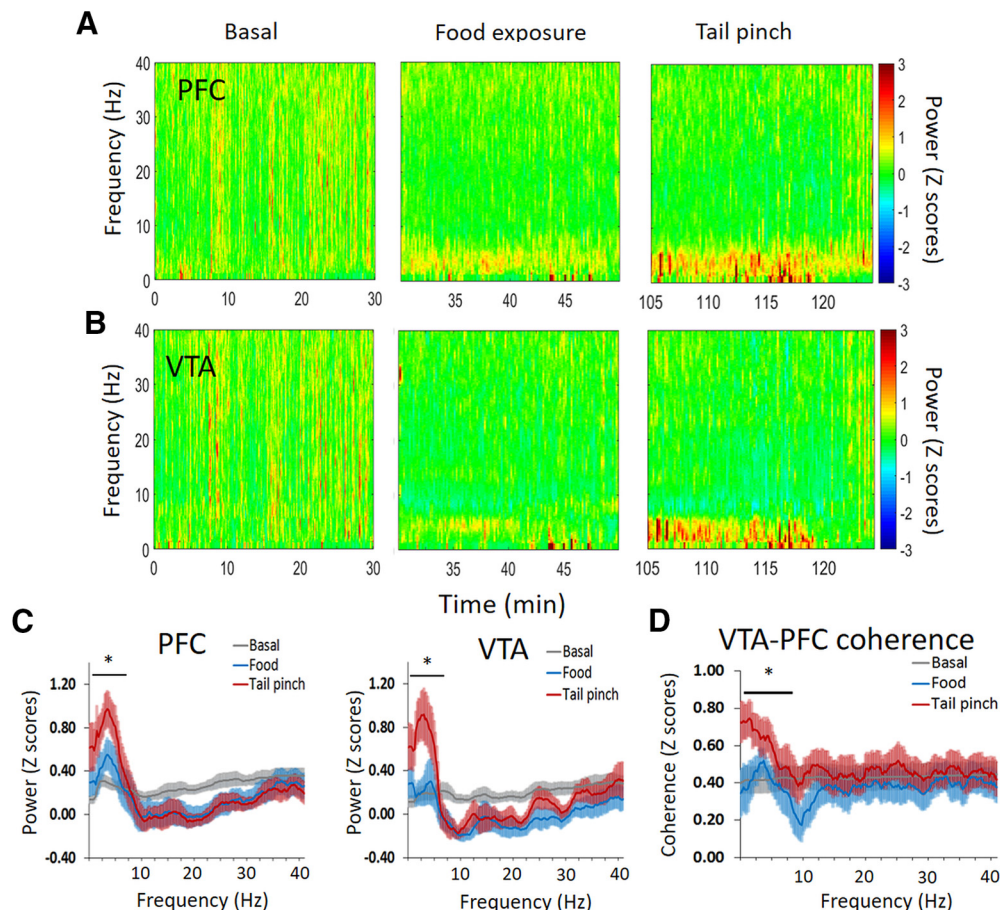 A
Basal
Food exposure
Tail pinch
Frequency (Hz)
40
30
20
10
0
PFC
0
10
20
30
35
40
45
105
110
115
120
3
2
1
0
-1
-2
-3
Power (Z scores)
B
Frequency (Hz)
40
30
20
10
0
VTA
0
10
20
30
35
40
45
105
110
115
120
3
2
1
0
-1
-2
-3
Power (Z scores)
Time (min)
C
PFC
*
Basal
Food
Tail pinch
Power (Z scores)
1.20
0.80
0.40
0.00
-0.40
10
20
30
40
Frequency (Hz)
VTA
*
Basal
Food
Tail pinch
Power (Z scores)
1.20
0.80
0.40
0.00
-0.40
10
20
30
40
Frequency (Hz)
D
VTA-PFC coherence
*
Basal
Food
Tail pinch
Coherence (Z scores)
1.00
0.80
0.60
0.40
0.20
0.00
10
20
30
40
Frequency (Hz)